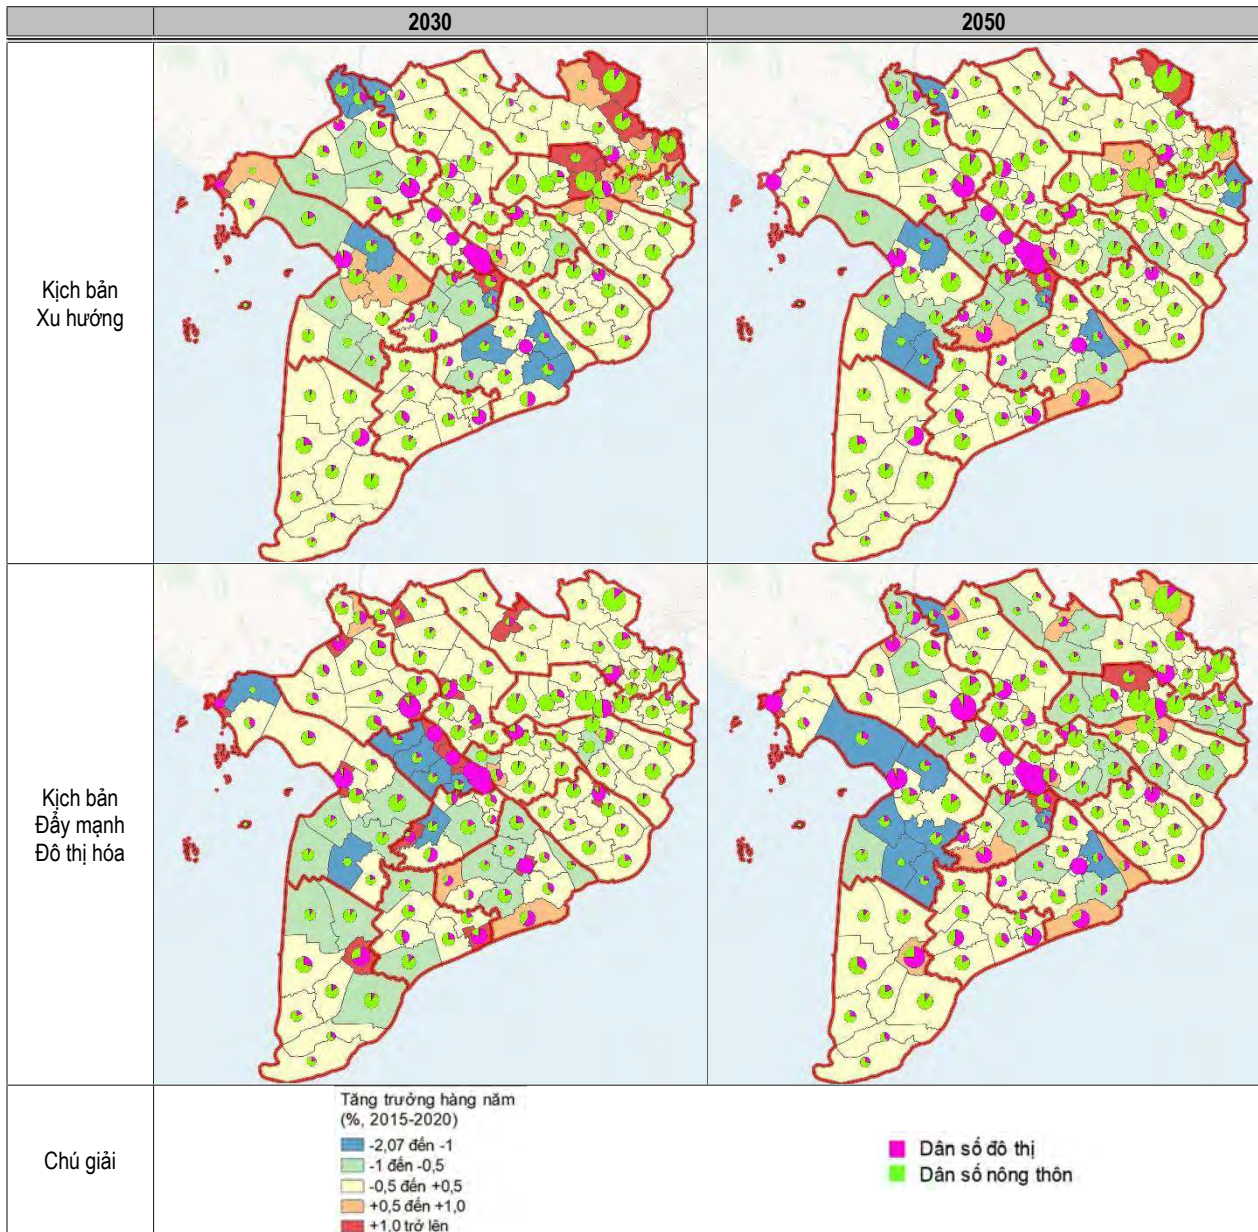 2030
2050
Kịch bản
Xu hướng
Kịch bản
Đẩy mạnh
Đô thị hóa
Chú giải
Tăng trưởng hàng năm
(%, 2015-2020)
-2,07 đến -1
-1 đến -0,5
-0,5 đến +0,5
+0,5 đến +1,0
+1,0 trở lên
Dân số đô thị
Dân số nông thôn